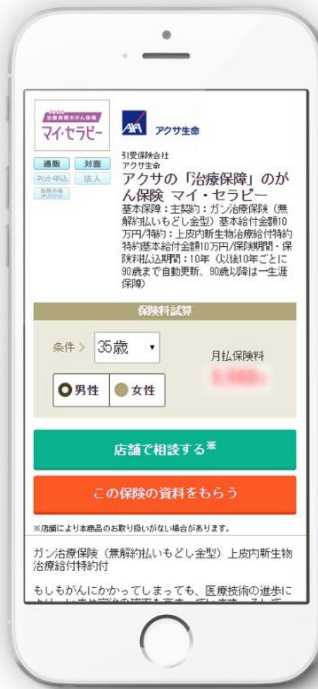 治療保障のがん保険
マイ・セラピー
AXA アクサ生命
通販 対面
ネット申込 法人
引受保険会社
アクサ生命
アクサの「治療保障」のが
ん保険 マイ・セラピー
基本保障：主契約：ガン治療保険（無
解約払いもどし金型）基本給付金額10
万円/特約：上皮内新生物治療給付特約
特約基本給付金額10万円/保険期間・保
険料払込期間：10年（以後10年ごとに
90歳まで自動更新、90歳以降は一生涯
保障）
保険料試算
条件 > 35歳
月払保険料
男性 女性
店舗で相談する※
この保険の資料をもらう
※店舗により本商品のお取り扱いがない場合があります。
ガン治療保険（無解約払いもどし金型）上皮内新生物
治療給付特約付
もしもがんにかかってしまっても、医療技術の進歩に